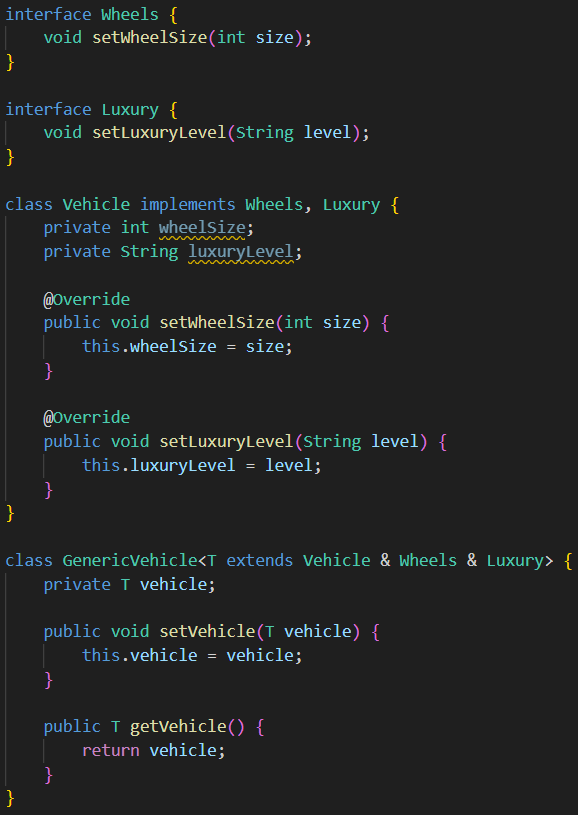 interface Wheels {
    void setWheelSize(int size);
}

interface Luxury {
    void setLuxuryLevel(String level);
}

class Vehicle implements Wheels, Luxury {
    private int wheelSize;
    private String luxuryLevel;

    @Override
    public void setWheelSize(int size) {
        this.wheelSize = size;
    }

    @Override
    public void setLuxuryLevel(String level) {
        this.luxuryLevel = level;
    }
}

class GenericVehicle<T extends Vehicle & Wheels & Luxury> {
    private T vehicle;

    public void setVehicle(T vehicle) {
        this.vehicle = vehicle;
    }

    public T getVehicle() {
        return vehicle;
    }
}